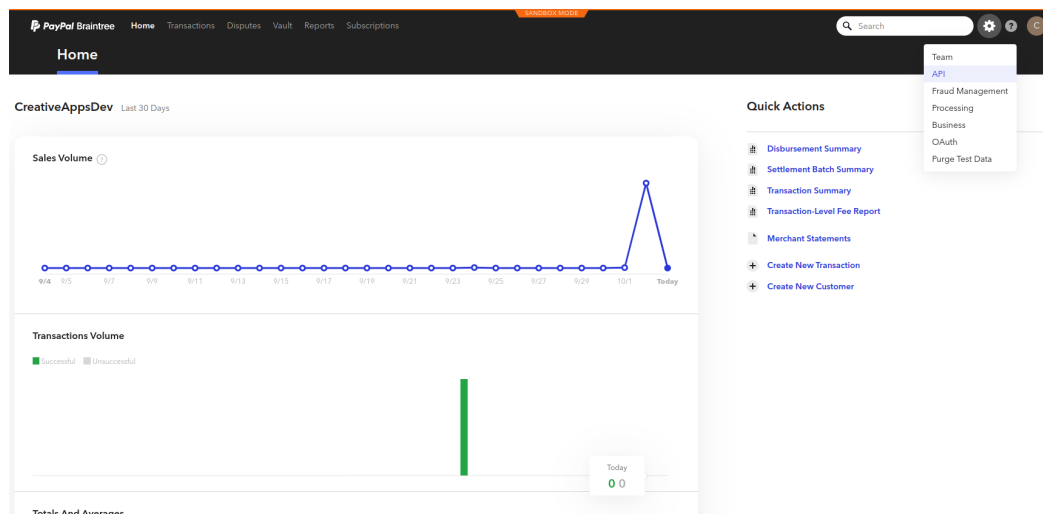 SANDBOX MODE
PayPal Braintree Home Transactions Disputes Vault Reports Subscriptions
Search
? C
Home
Team
API
Fraud Management
Processing
Business
OAuth
Purge Test Data
CreativeAppsDev Last 30 Days
Sales Volume ?
9/4 9/5 9/7 9/9 9/11 9/13 9/15 9/17 9/19 9/21 9/23 9/25 9/27 9/29 10/1 Today
Transactions Volume
Successful Unsuccessful
Today
0 0
Totals And Averages
Quick Actions
Disbursement Summary
Settlement Batch Summary
Transaction Summary
Transaction-Level Fee Report
Merchant Statements
Create New Transaction
Create New Customer